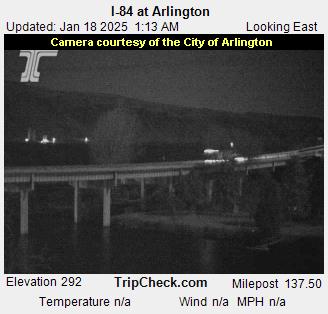 I-84 at Arlington
Updated: Jan 18 2025 1:13 AM Looking East
Camera courtesy of the City of Arlington
Elevation 292 TripCheck.com Milepost 137.50
Temperature n/a Wind n/a MPH n/a